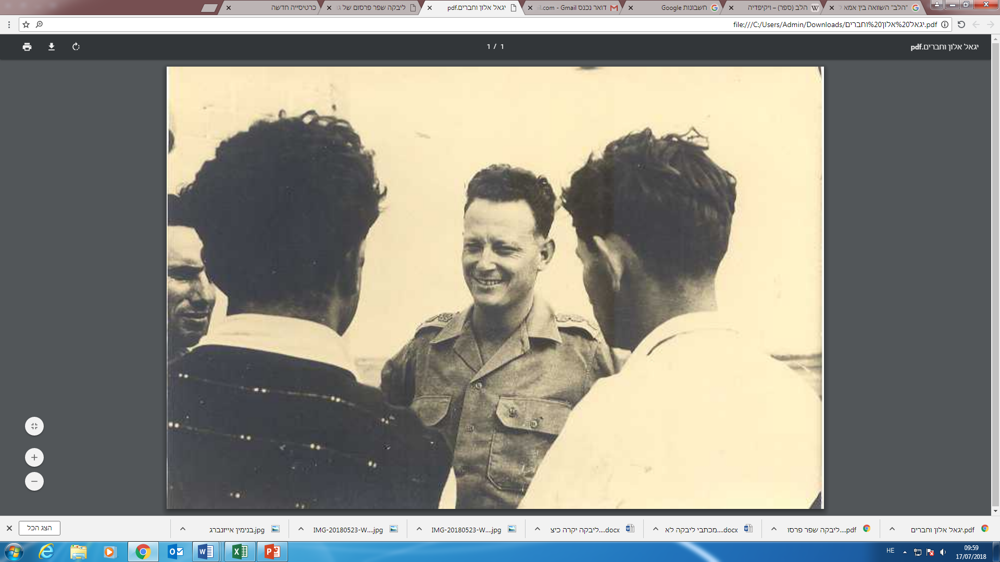 "הלב" השוואה בין אמא ל
הלב (ספר) – ויקיפדיה
חשבונות Google
דואר נכנס - il.com - Gmail
יגאל אלון וחברים.pdf
ליבקה שפר פרסום של גו
כרטיסייה חדשה
file:///C:/Users/Admin/Downloads/יגאל%20אלון%20וחברים.pdf
יגאל אלון וחברים.pdf
1 / 1
יגאל אלון וחברים.pdf
ליבקה שפר פרסו....pdf
מכתבי ליבקה לא....docx
ליבקה יקרה כיצ....docx
IMG-20180523-W....jpg
IMG-20180523-W....jpg
בנימין אייזנברג.jpg
הצג הכל
HE
09:59
17/07/2018